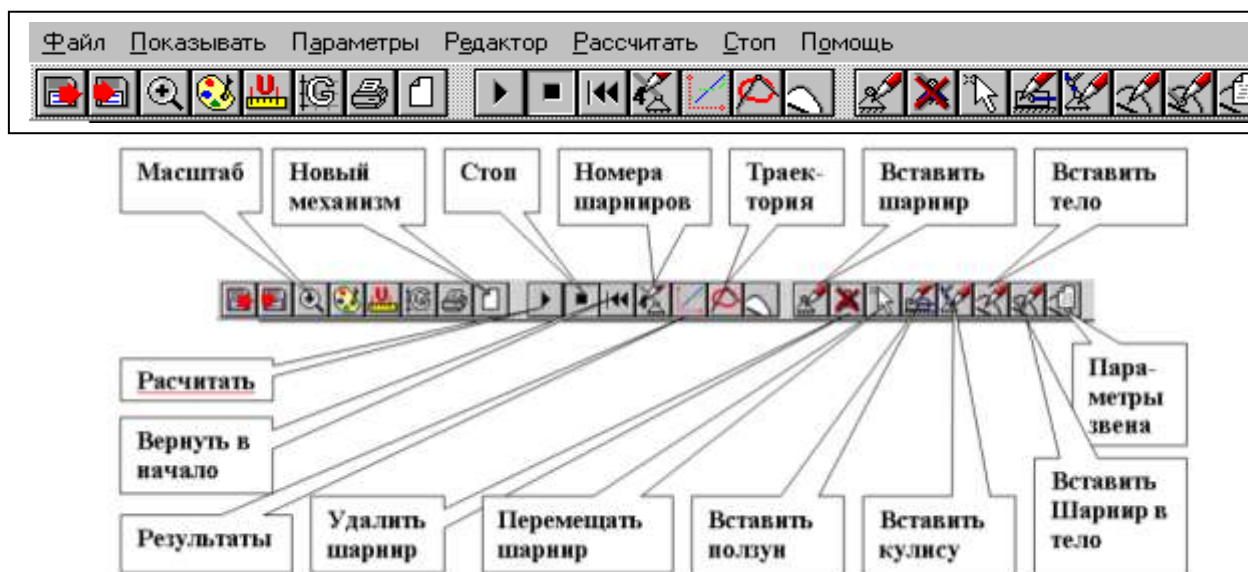 Файл Показывать Параметры Редактор Рассчитать Стоп Помощь
Масштаб
Новый
механизм
Стоп
Номера
шарниров
Траек-
тория
Вставить
шарнир
Вставить
тело
Расчитать
Вернуть в
начало
Результаты
Удалить
шарнир
Перемещать
шарнир
Вставить
ползун
Вставить
кулису
Пара-
метры
звена
Вставить
Шарнир в
тело